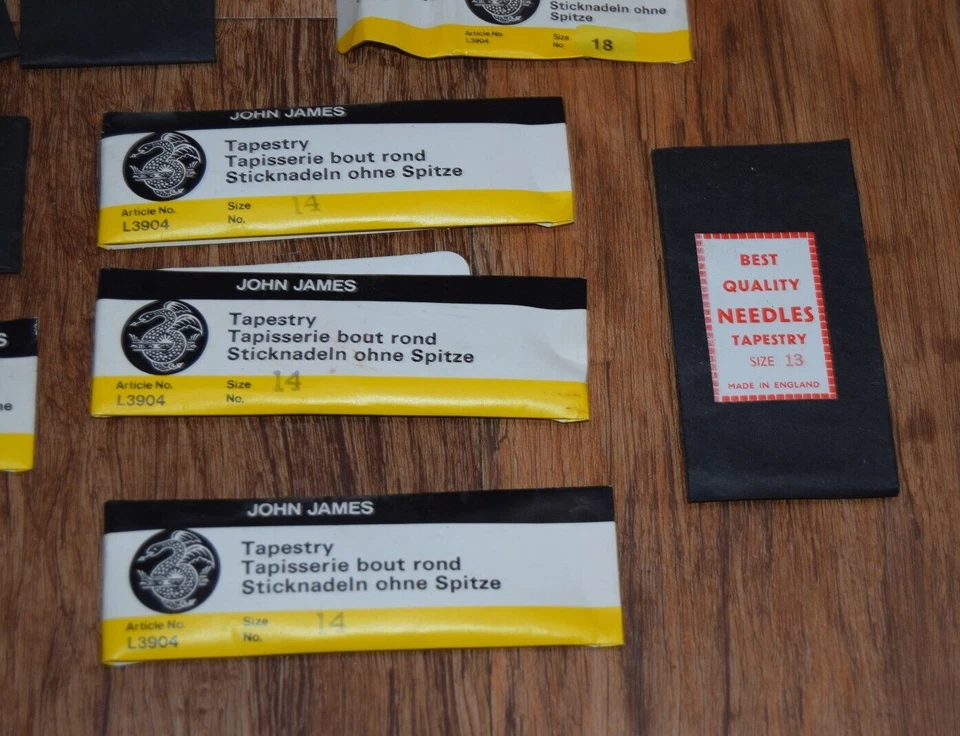 Sticknadeln ohne
Spitze
Article No.
L3904
Size
No.
18
JOHN JAMES
Tapestry
Tapisserie bout rond
Sticknadeln ohne Spitze
Article No.
L3904
Size
No.
14
JOHN JAMES
Tapestry
Tapisserie bout rond
Sticknadeln ohne Spitze
Article No.
L3904
Size
No.
14
JOHN JAMES
Tapestry
Tapisserie bout rond
Sticknadeln ohne Spitze
Article No.
L3904
Size
No.
14
BEST
QUALITY
NEEDLES
TAPESTRY
SIZE 13
MADE IN ENGLAND